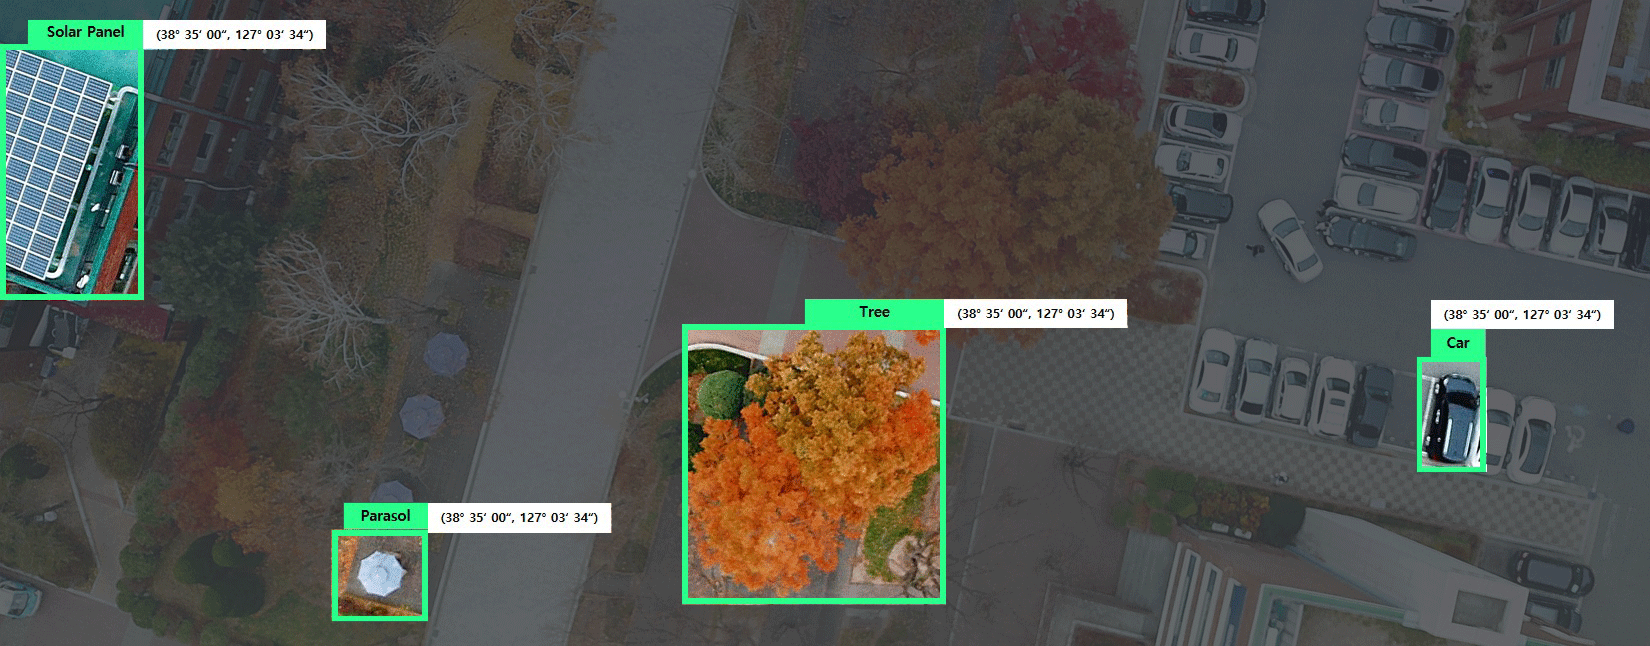 Solar Panel
(38° 35‘ 00“, 127° 03‘ 34“)
Tree
(38° 35‘ 00“, 127° 03‘ 34“)
(38° 35‘ 00“, 127° 03‘ 34“)
Car
Parasol
(38° 35‘ 00“, 127° 03‘ 34“)